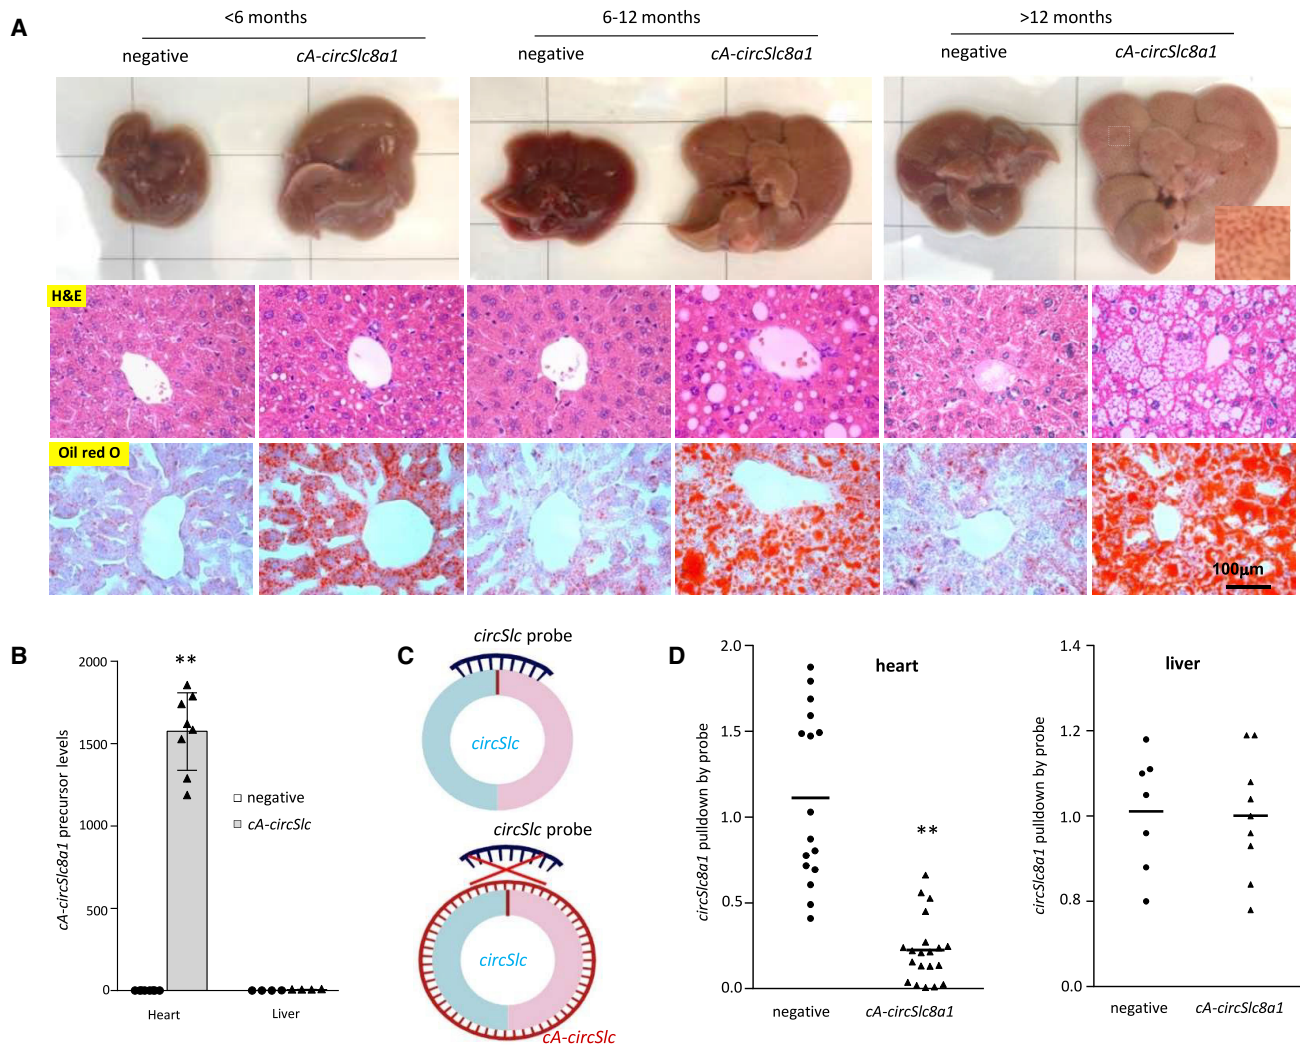 A
<6 months
6-12 months
>12 months
negative
cA-circSlc8a1
negative
cA-circSlc8a1
negative
cA-circSlc8a1
H&E
Oil red O
100µm
B
cA-circSlc8a1 precursor levels
2000
1500
1000
500
0
**
negative
cA-circSlc
Heart
Liver
C
circSlc probe
circSlc
circSlc probe
circSlc
cA-circSlc
D
circSlc8a1 pulldown by probe
2.0
1.5
1.0
0.5
0.0
heart
**
negative
cA-circSlc8a1
circSlc8a1 pulldown by probe
1.4
1.2
1.0
0.8
0.0
liver
negative
cA-circSlc8a1